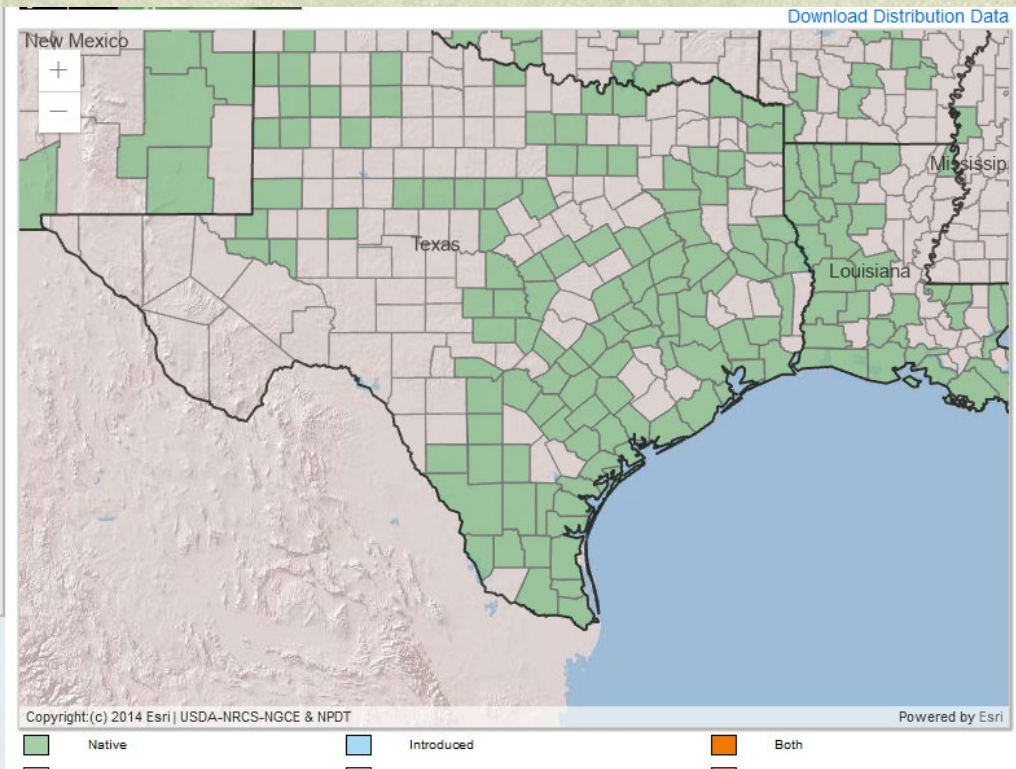 Download Distribution Data
New Mexico
+
−
Mississip
Texas
Louisiana
Copyright:(c) 2014 Esri | USDA-NRCS-NGCE & NPDT
Powered by Esri
Native
Introduced
Both